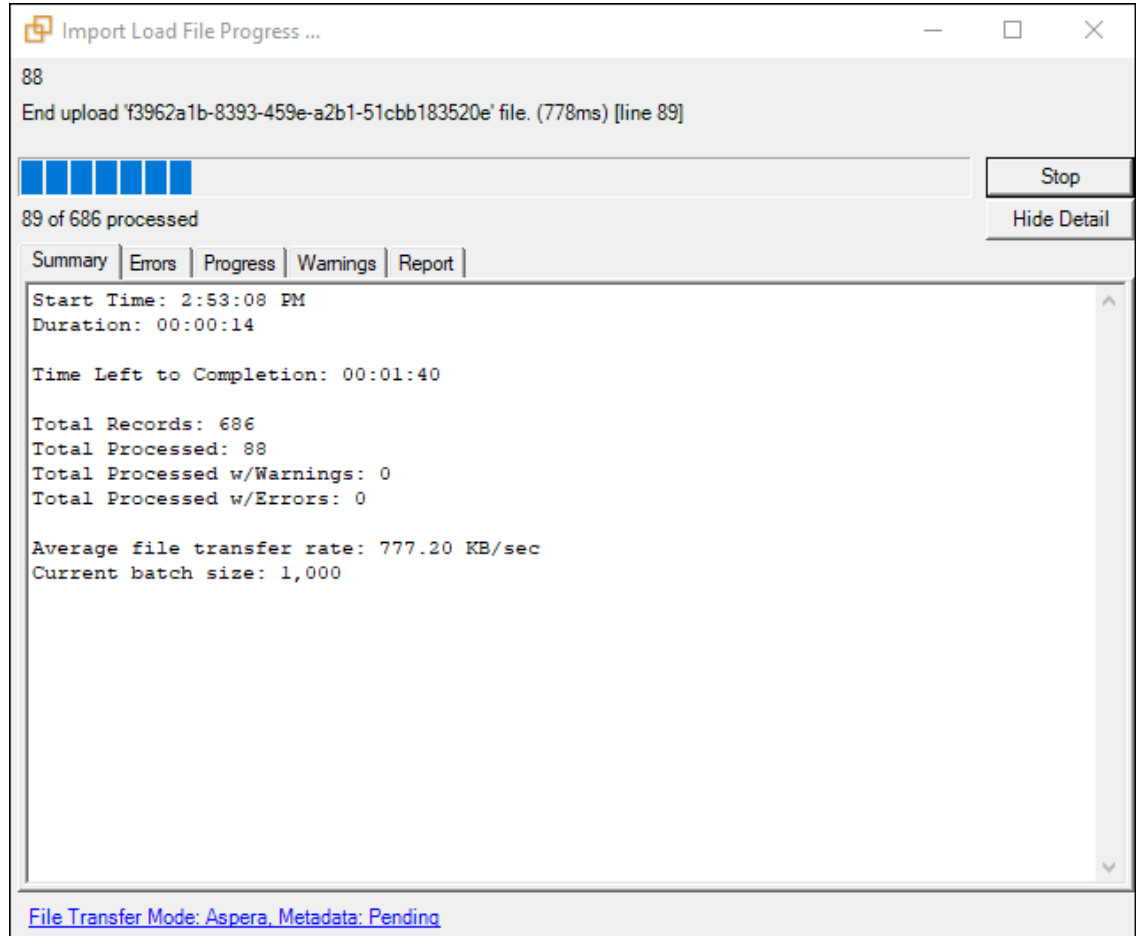 Import Load File Progress ...
88
End upload 'f3962a1b-8393-459e-a2b1-51cbb183520e' file. (778ms) [line 89]
Stop
89 of 686 processed
Hide Detail
Summary Errors Progress Warnings Report
Start Time: 2:53:08 PM
Duration: 00:00:14
Time Left to Completion: 00:01:40
Total Records: 686
Total Processed: 88
Total Processed w/Warnings: 0
Total Processed w/Errors: 0
Average file transfer rate: 777.20 KB/sec
Current batch size: 1,000
File Transfer Mode: Aspera, Metadata: Pending